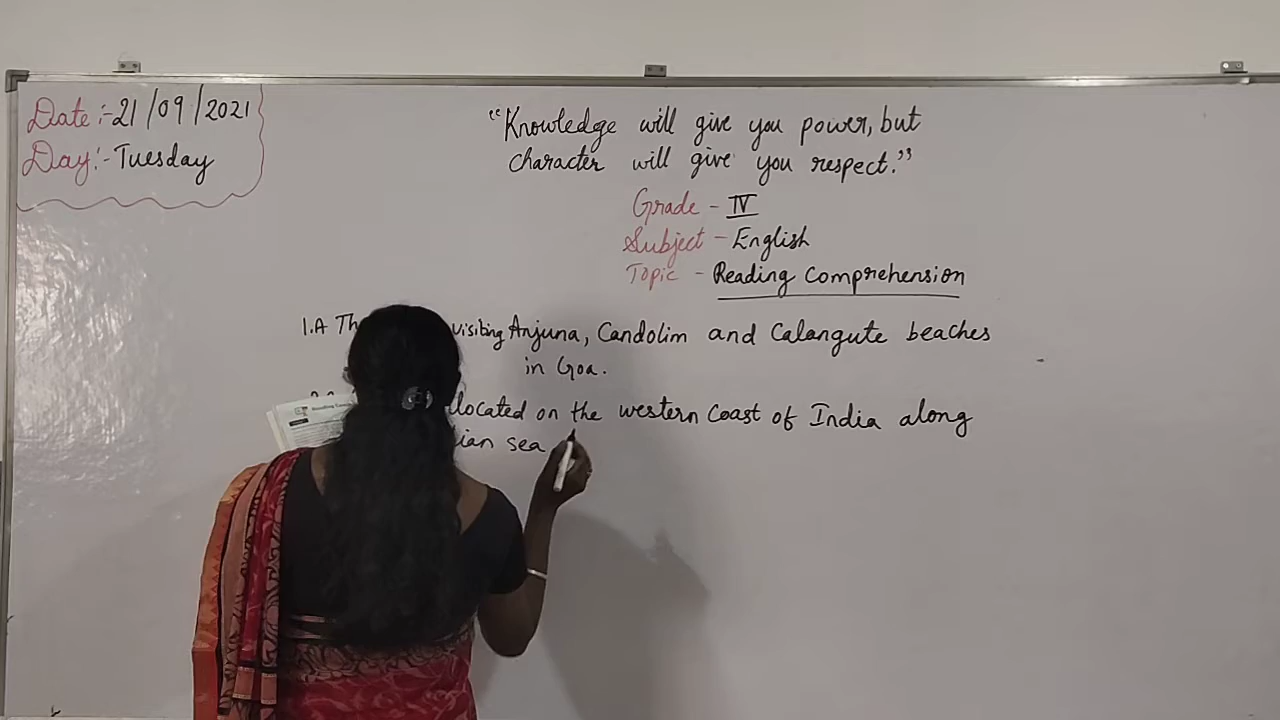 Date:-21/09/2021
Day:-Tuesday
"Knowledge will give you power, but
character will give you respect."
Grade - IV
Subject - English
Topic - Reading Comprehension
1.A Th visiting Anjuna, Candolim and Calangute beaches
in Goa.
located on the western coast of India along
ian sea